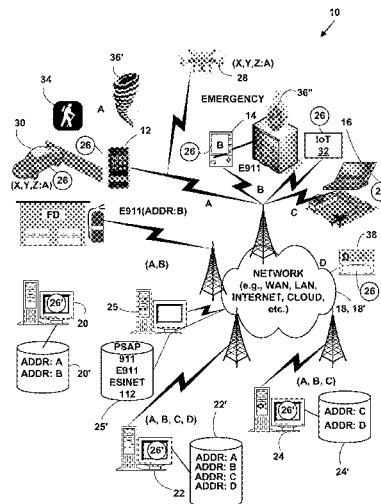 10
36'
34
A
(X,Y,Z:A)
28
EMERGENCY
36"
14
26
30
12
26
B
26
IoT
32
16
26
(X,Y,Z:A)
26
E911
B
A
C
FD
E911(ADDR:B)
38
D
26
(A,B)
NETWORK
(e.g., WAN, LAN,
INTERNET, CLOUD,
etc.)
18, 18'
25
26'
20
ADDR: A
ADDR: B
20'
PSAP
911
E911
ESINET
112
25'
(A, B, C)
(A, B, C, D)
22'
26'
24
ADDR: C
ADDR: D
24'
26'
22
ADDR: A
ADDR: B
ADDR: C
ADDR: D